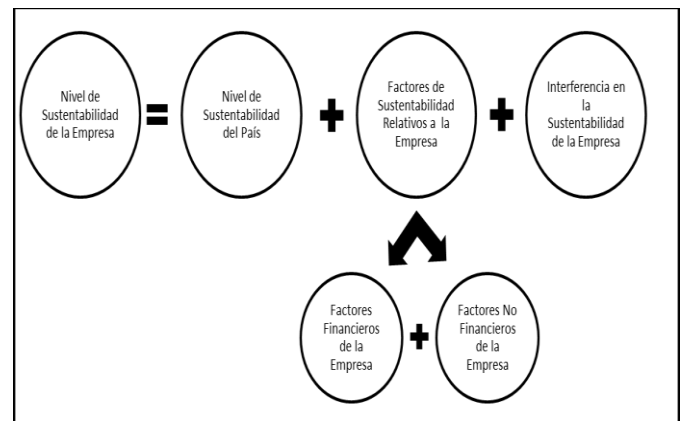 Nivel de
Sustentabilidad
de la Empresa
=
Nivel de
Sustentabilidad
del País
+
Factores de
Sustentabilidad
Relativos a la
Empresa
+
Interferencia en
la
Sustentabilidad
de la Empresa
Factores
Financieros
de la
Empresa
+
Factores No
Financieros
de la
Empresa